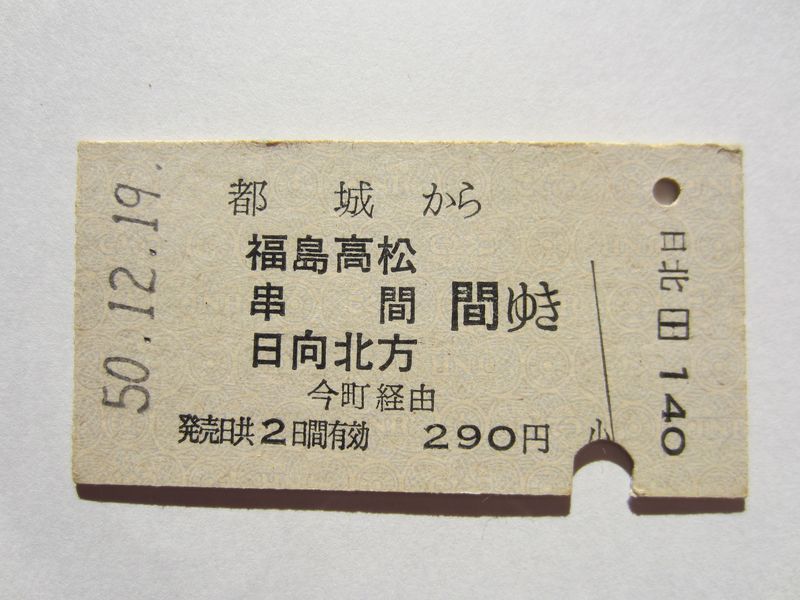 50.12.19.
都城から
福島高松
串間
日向北方
間ゆき
今町経由
発売日共2日間有効 290円
小
日北 田 140